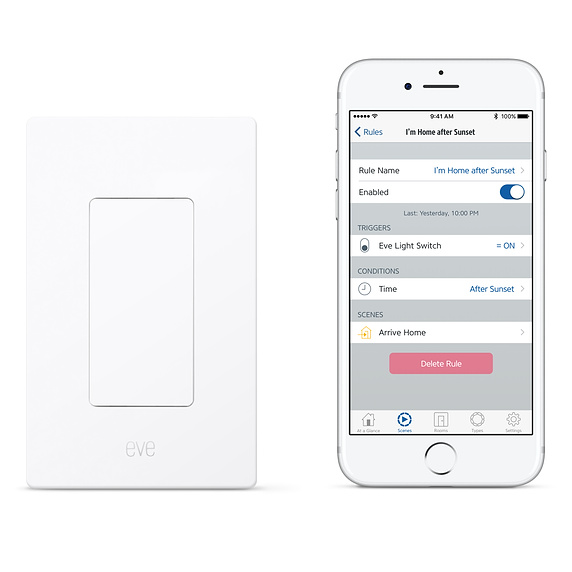 9:41 AM
100%
Rules
I'm Home after Sunset
Rule Name
I'm Home after Sunset
Enabled
Last: Yesterday, 10:00 PM
TRIGGERS
Eve Light Switch
= ON
CONDITIONS
Time
After Sunset
SCENES
Arrive Home
Delete Rule
At a Glance
Scenes
Rooms
Types
Settings
eve